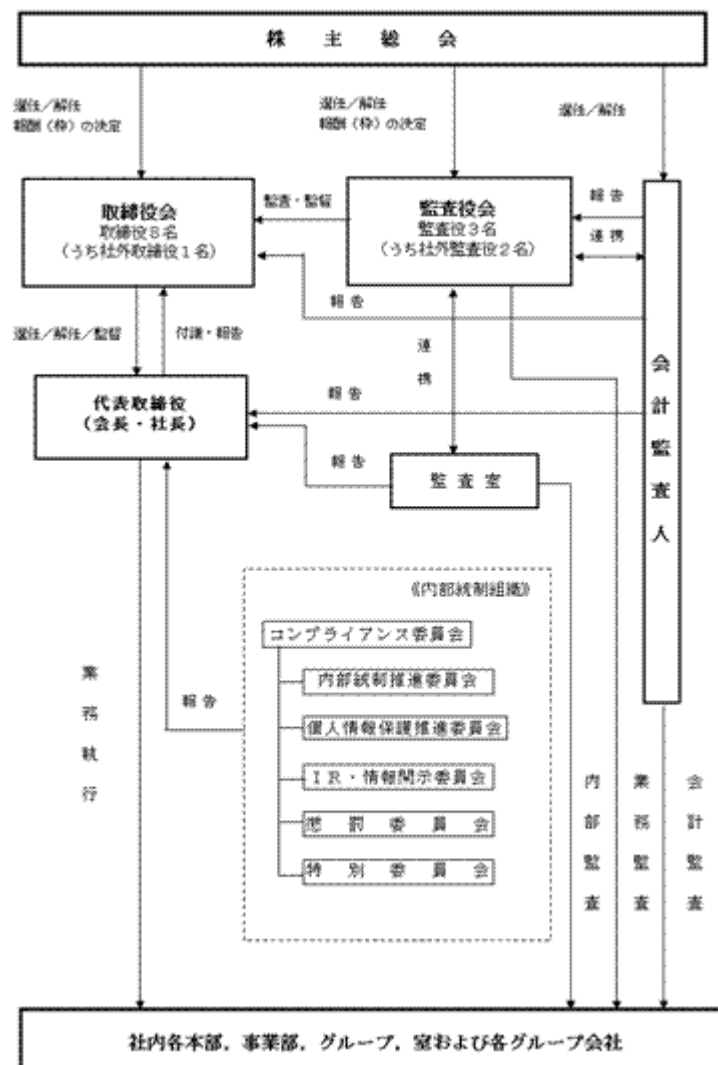 株主総会
選任/解任
報酬(枠)の決定
選任/解任
報酬(枠)の決定
選任/解任
取締役会
取締役8名
(うち社外取締役1名)
監査・監督
監査役会
監査役3名
(うち社外監査役2名)
報告
連携
報告
選任/解任/監督
付議・報告
連携
会計監査人
代表取締役
(会長・社長)
報告
報告
監査室
《内部統制組織》
コンプライアンス委員会
内部統制推進委員会
個人情報保護推進委員会
IR・情報開示委員会
懲罰委員会
特別委員会
報告
業務執行
内部監査
業務監査
会計監査
社内各本部,事業部,グループ,室および各グループ会社